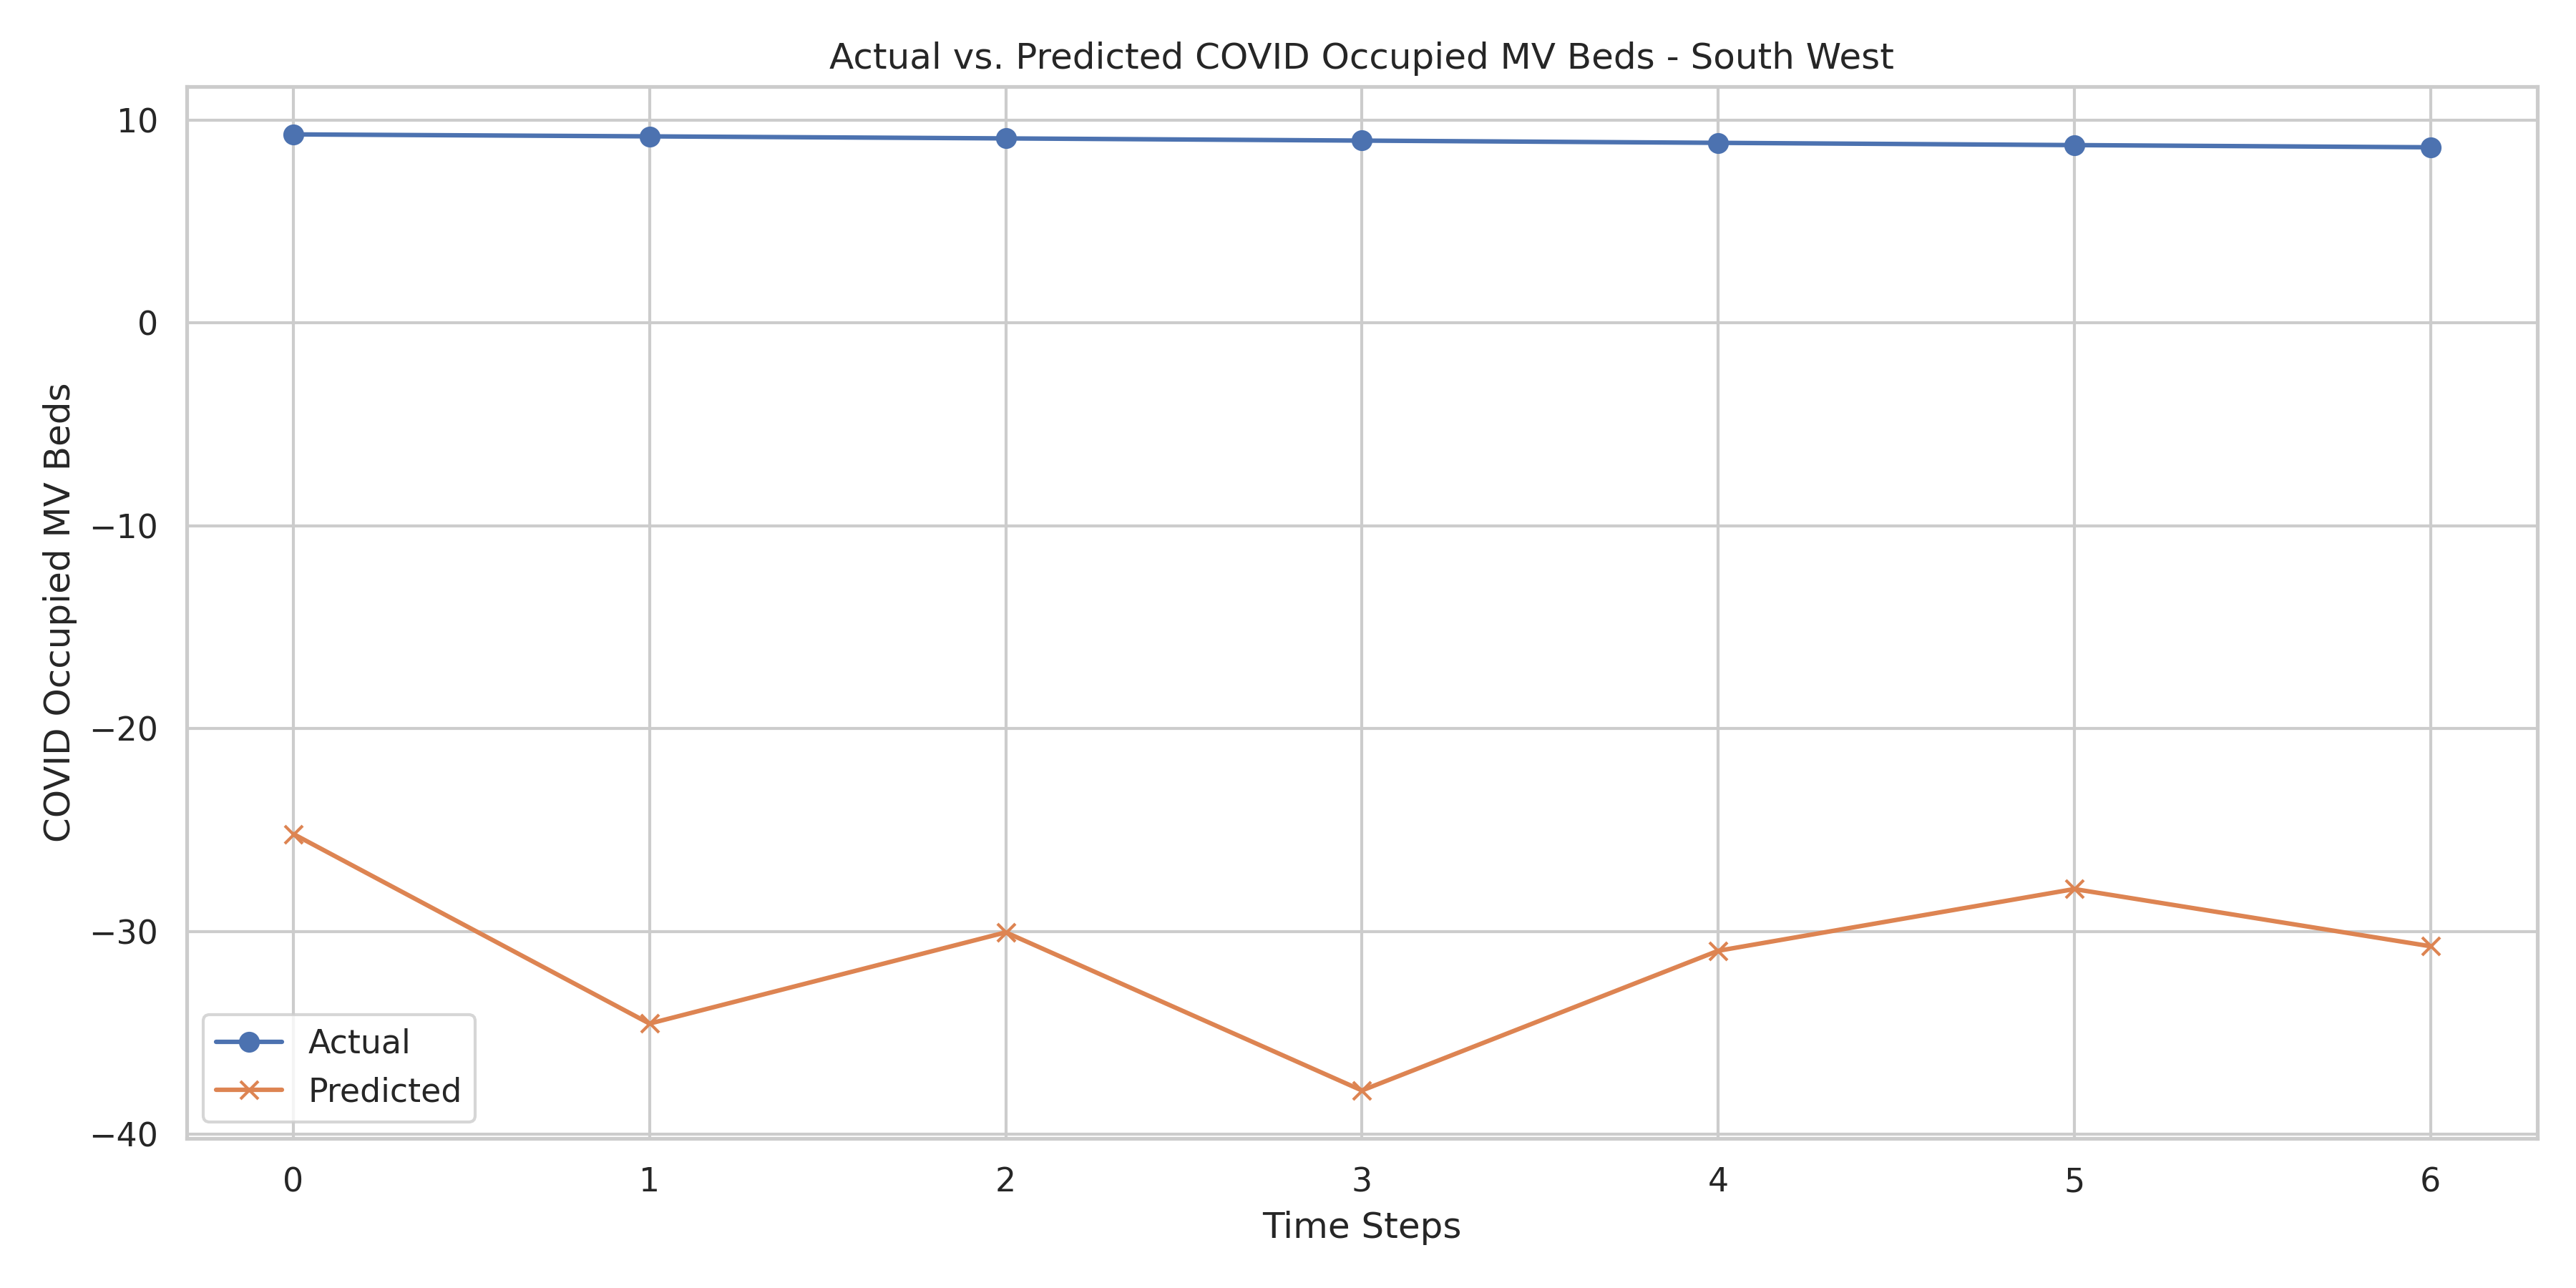 Actual vs. Predicted COVID Occupied MV Beds - South West
COVID Occupied MV Beds
10
0
−10
−20
−30
−40
Actual
Predicted
0 1 2 3 4 5 6
Time Steps